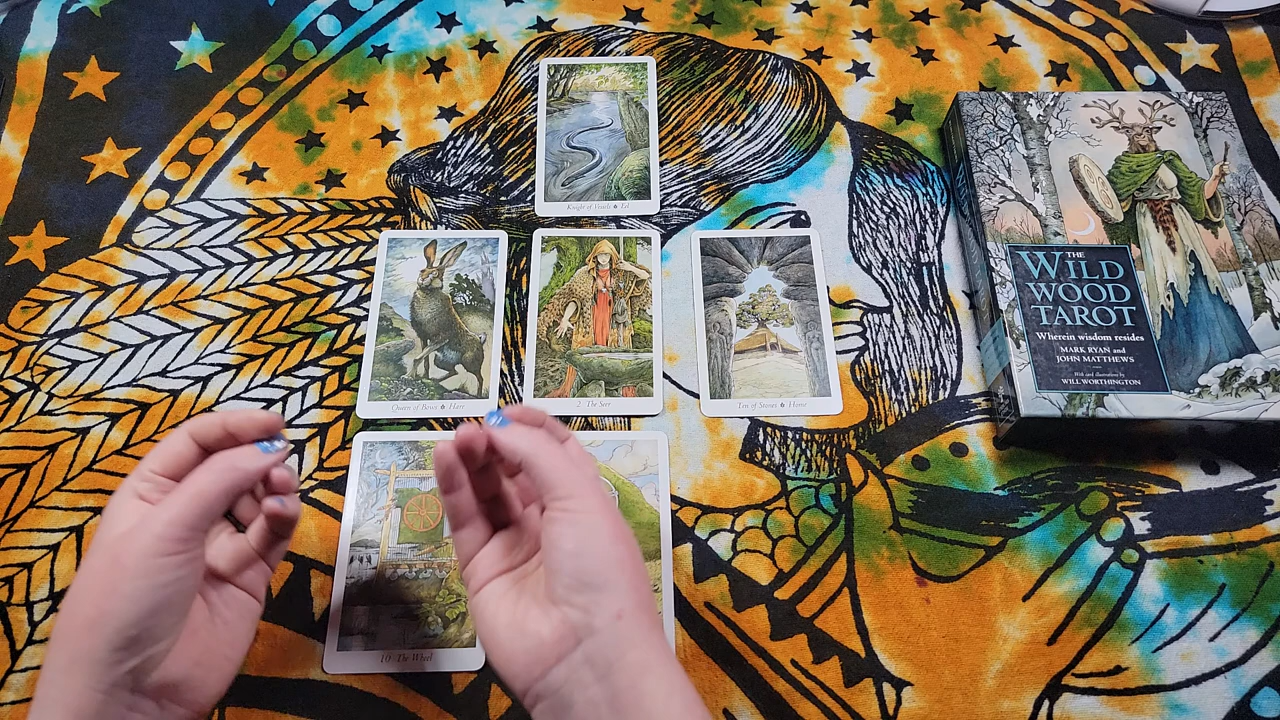 Knight of Vessels Eel
Queen of Bows Hare
2 The Seer
Ten of Stones Home
10 The Wheel
THE
WILD
WOOD
TAROT
Wherein wisdom resides
MARK RYAN and
JOHN MATTHEWS
With card illustrations by
WILL WORTHINGTON